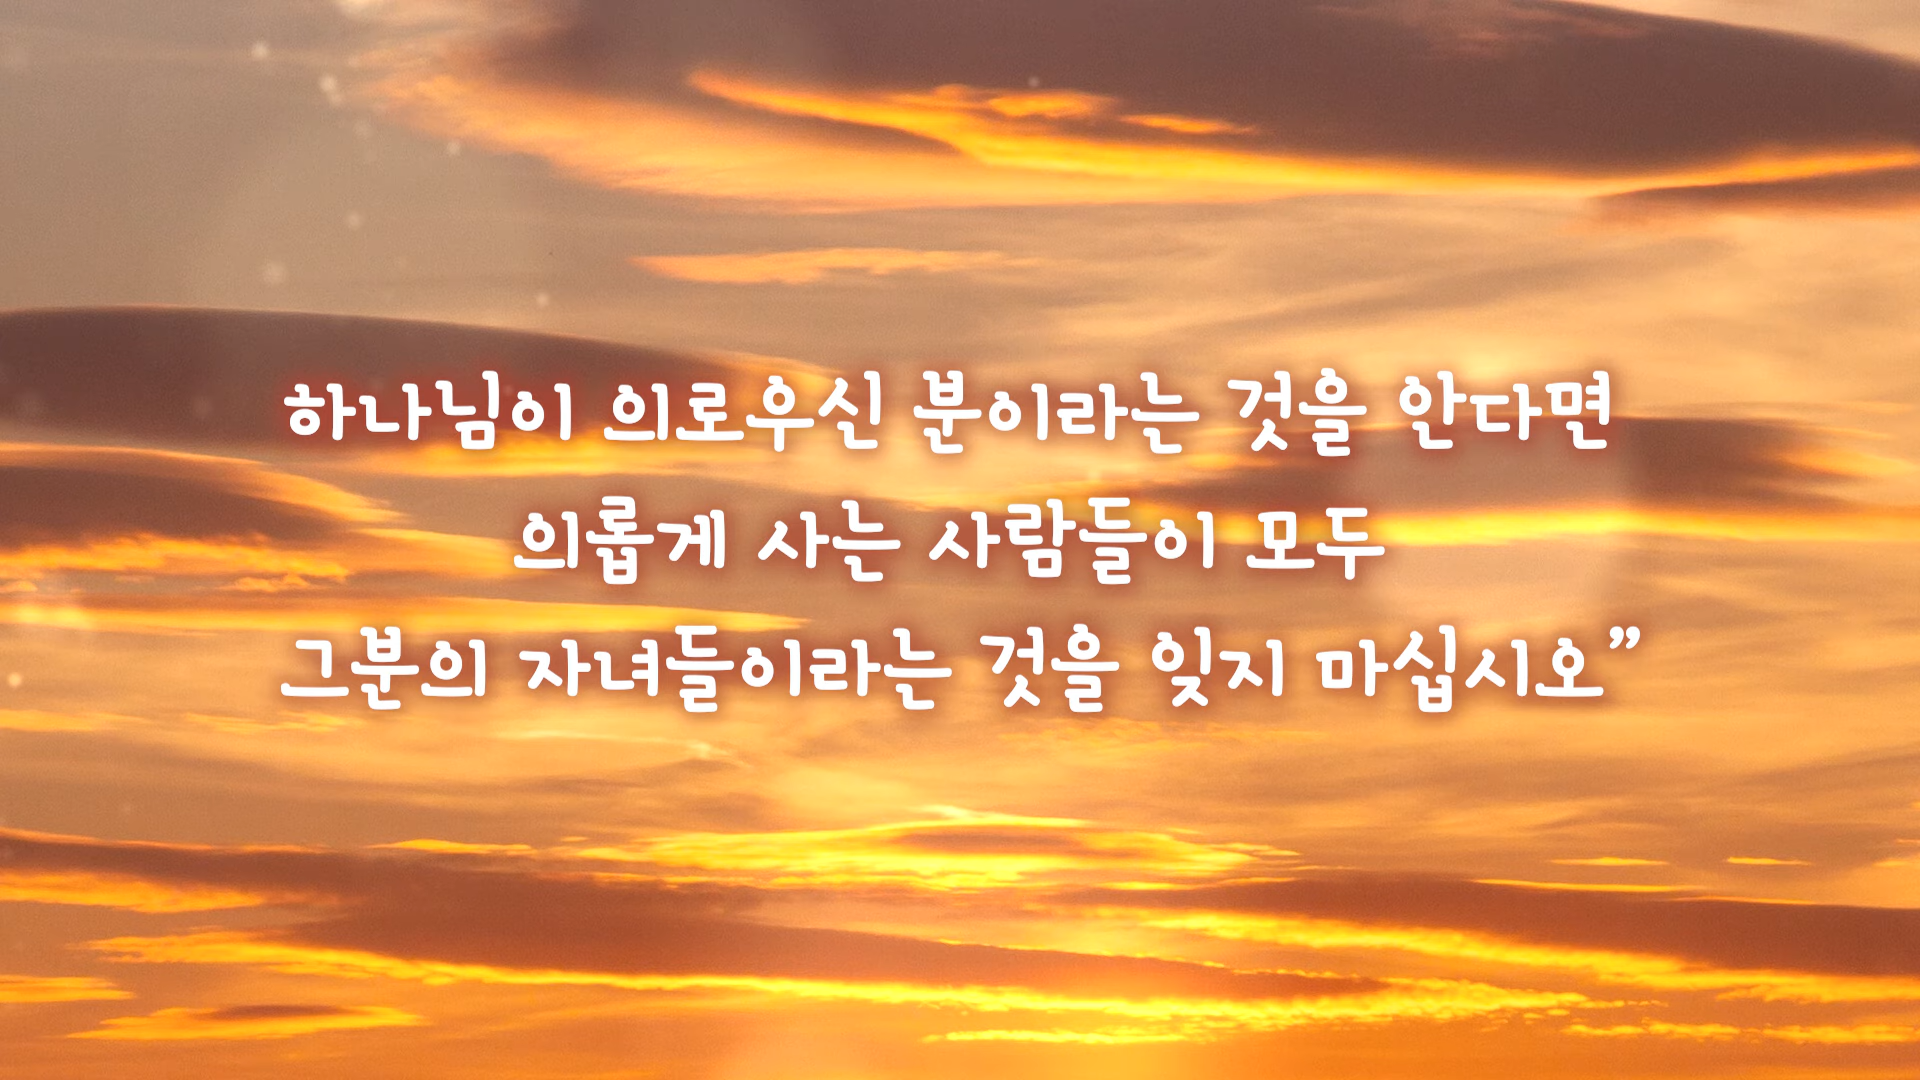 하나님이 의로우신 분이라는 것을 안다면
의롭게 사는 사람들이 모두
그분의 자녀들이라는 것을 잊지 마십시오”